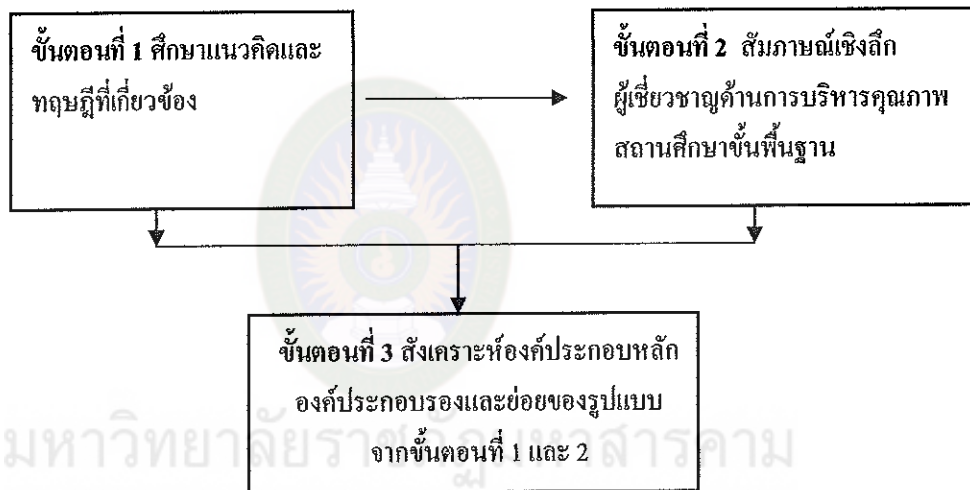 ขั้นตอนที่ 1 ศึกษาแนวคิดและ
ทฤษฎีที่เกี่ยวข้อง
ขั้นตอนที่ 2 สัมภาษณ์เชิงลึก
ผู้เชี่ยวชาญด้านการบริหารคุณภาพ
สถานศึกษาขั้นพื้นฐาน
ขั้นตอนที่ 3 สังเคราะห์องค์ประกอบหลัก
องค์ประกอบรองและย่อยของรูปแบบ
จากขั้นตอนที่ 1 และ 2
มหาวิทยาลัยราชภัฏมหาสารคาม